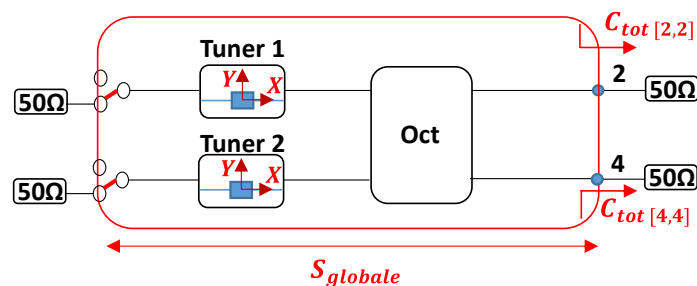 C_tot [2,2]
Tuner 1
Y X
2
50Ω 50Ω
Oct
Tuner 2
Y X
4
50Ω 50Ω
C_tot [4,4]
S_globale